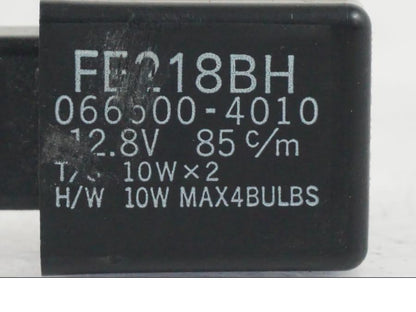 FE218BH
066500-4010
12.8V 85 c/m
T/S 10W×2
H/W 10W MAX4BULBS